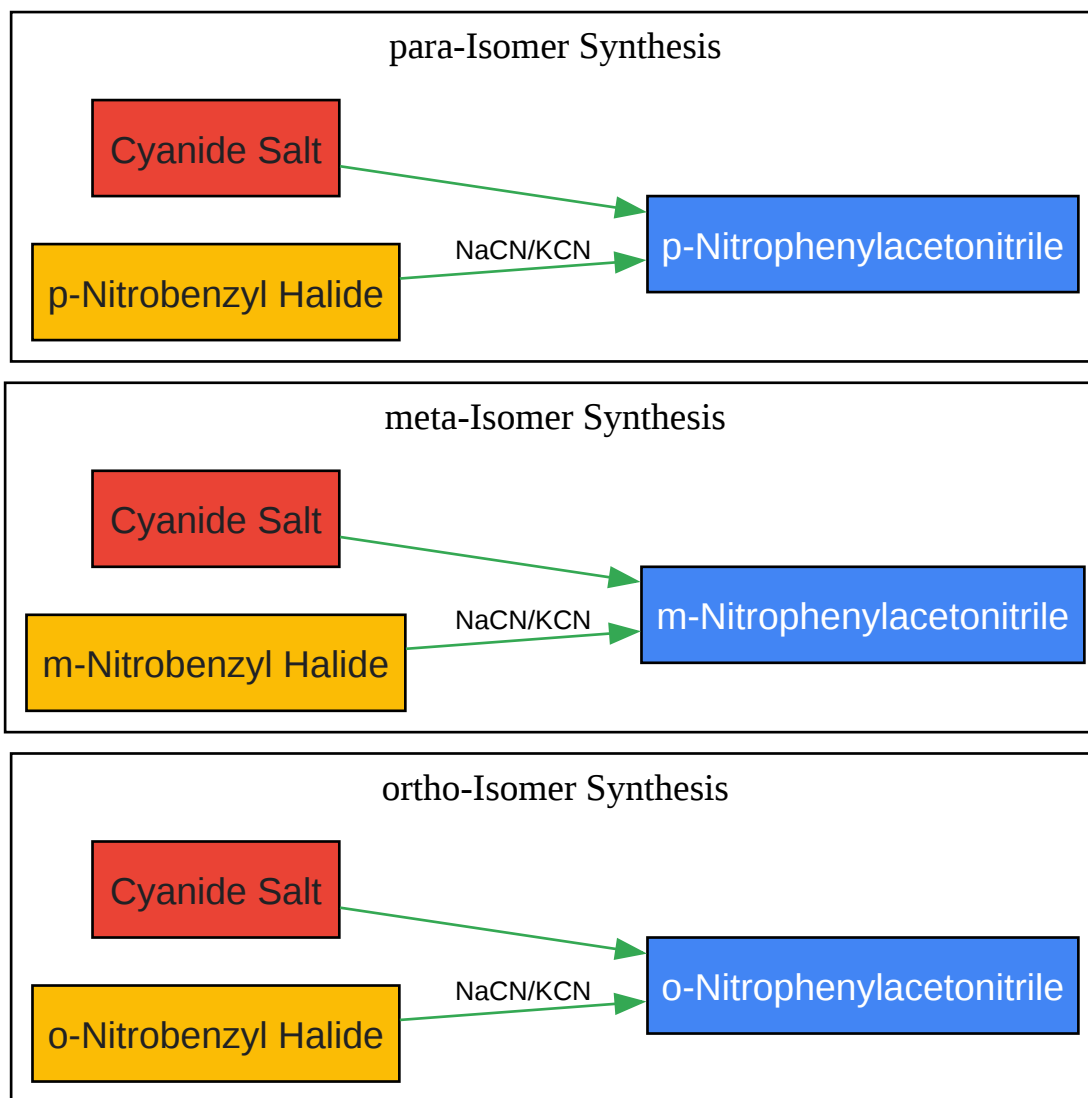 para-Isomer Synthesis
Cyanide Salt
NaCN/KCN
p-Nitrophenylacetonitrile
p-Nitrobenzyl Halide
meta-Isomer Synthesis
Cyanide Salt
NaCN/KCN
m-Nitrophenylacetonitrile
m-Nitrobenzyl Halide
ortho-Isomer Synthesis
Cyanide Salt
NaCN/KCN
o-Nitrophenylacetonitrile
o-Nitrobenzyl Halide